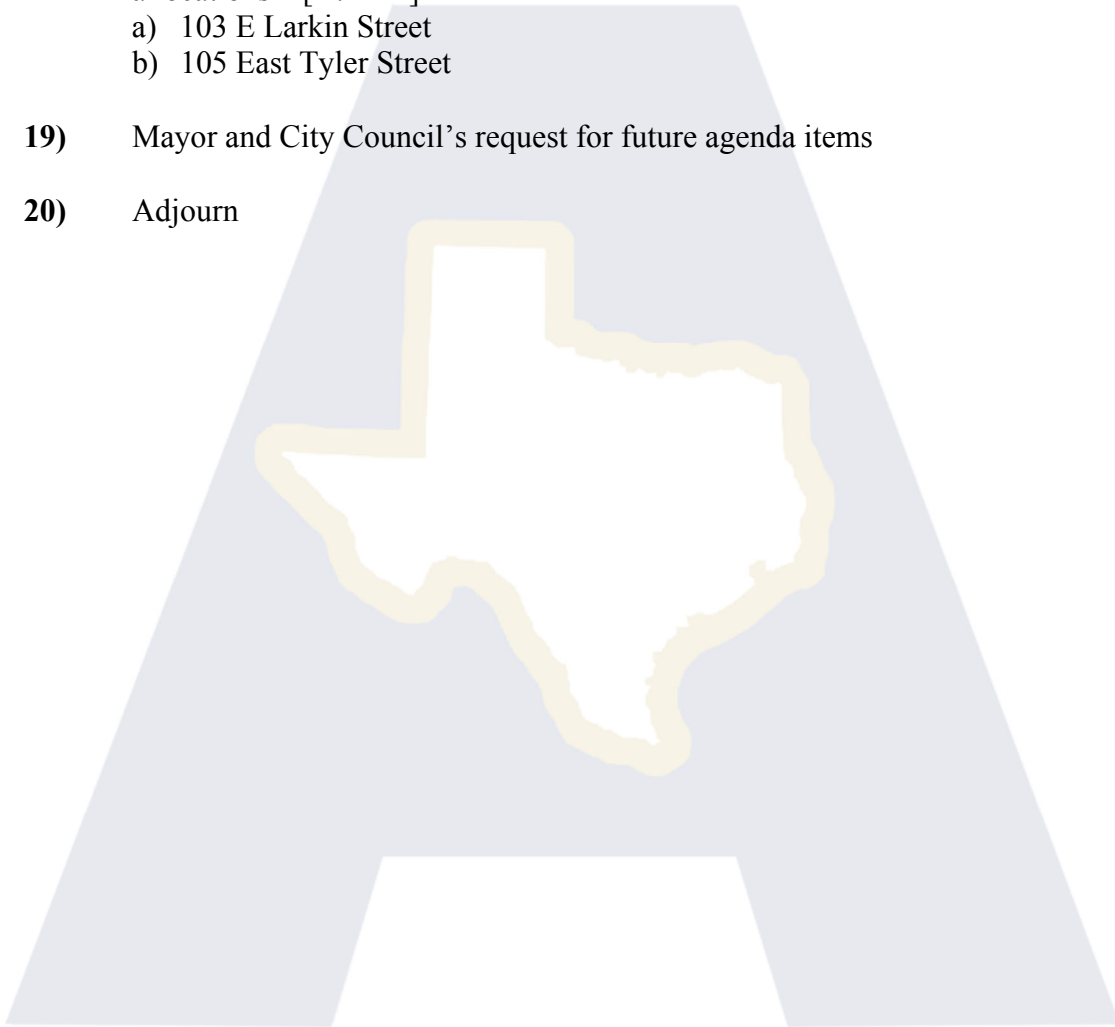 a) 103 E Larkin Street
b) 105 East Tyler Street
19) Mayor and City Council’s request for future agenda items
20) Adjourn